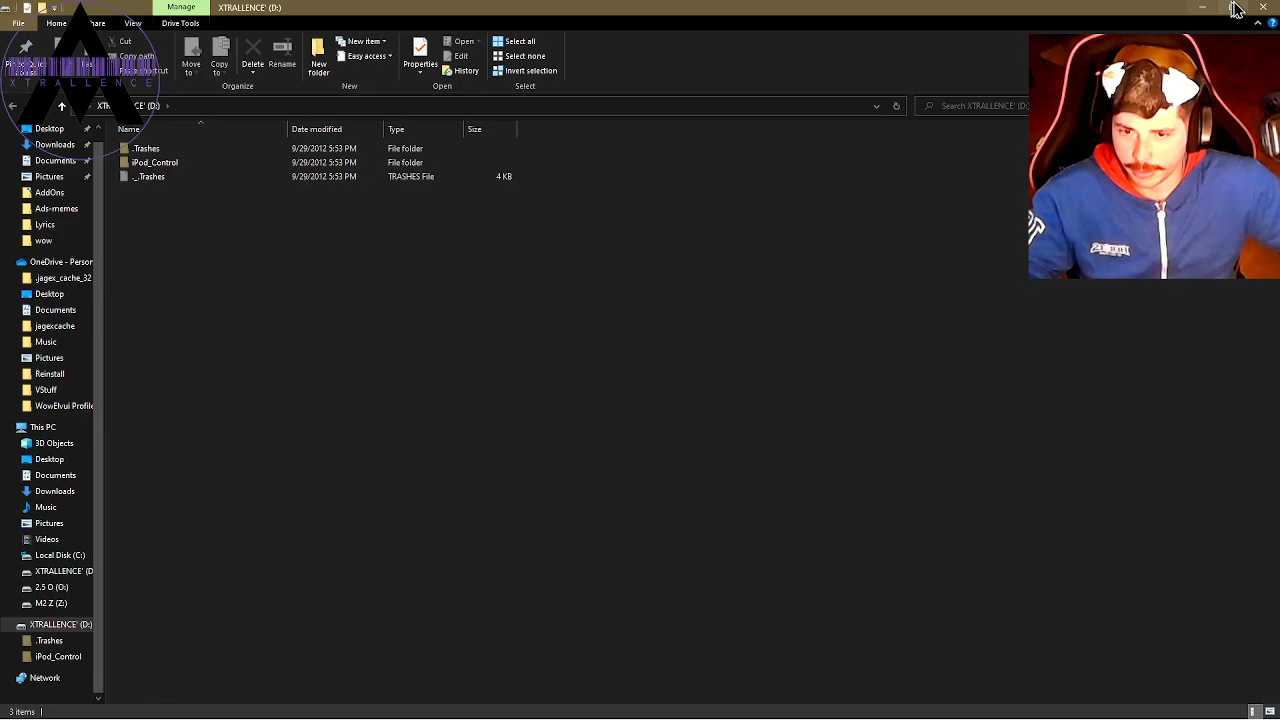 Manage
XTRALLENCE' (D:)
File
Home
Share
View
Drive Tools
Cut
Copy path
Paste shortcut
Move to
Copy to
Delete
Rename
Organize
New folder
New item
Easy access
New
Properties
Open
Edit
History
Open
Select all
Select none
Invert selection
Select
XTRALLENCE
XTRALLENCE' (D:)
Search XTRALLENCE' (D:)
Name
Date modified
Type
Size
.Trashes
9/29/2012 5:53 PM
File folder
iPod_Control
9/29/2012 5:53 PM
File folder
._.Trashes
9/29/2012 5:53 PM
TRASHES File
4 KB
Desktop
Downloads
Documents
Pictures
AddOns
Ads-memes
Lyrics
wow
OneDrive - Person
.jagex_cache_32
Desktop
Documents
jagexcache
Music
Pictures
Reinstall
VStuff
WowElvui Profile
This PC
3D Objects
Desktop
Documents
Downloads
Music
Pictures
Videos
Local Disk (C:)
XTRALLENCE' (D
2.5 O (O:)
M2 Z (Z:)
XTRALLENCE' (D:)
.Trashes
iPod_Control
Network
3 items